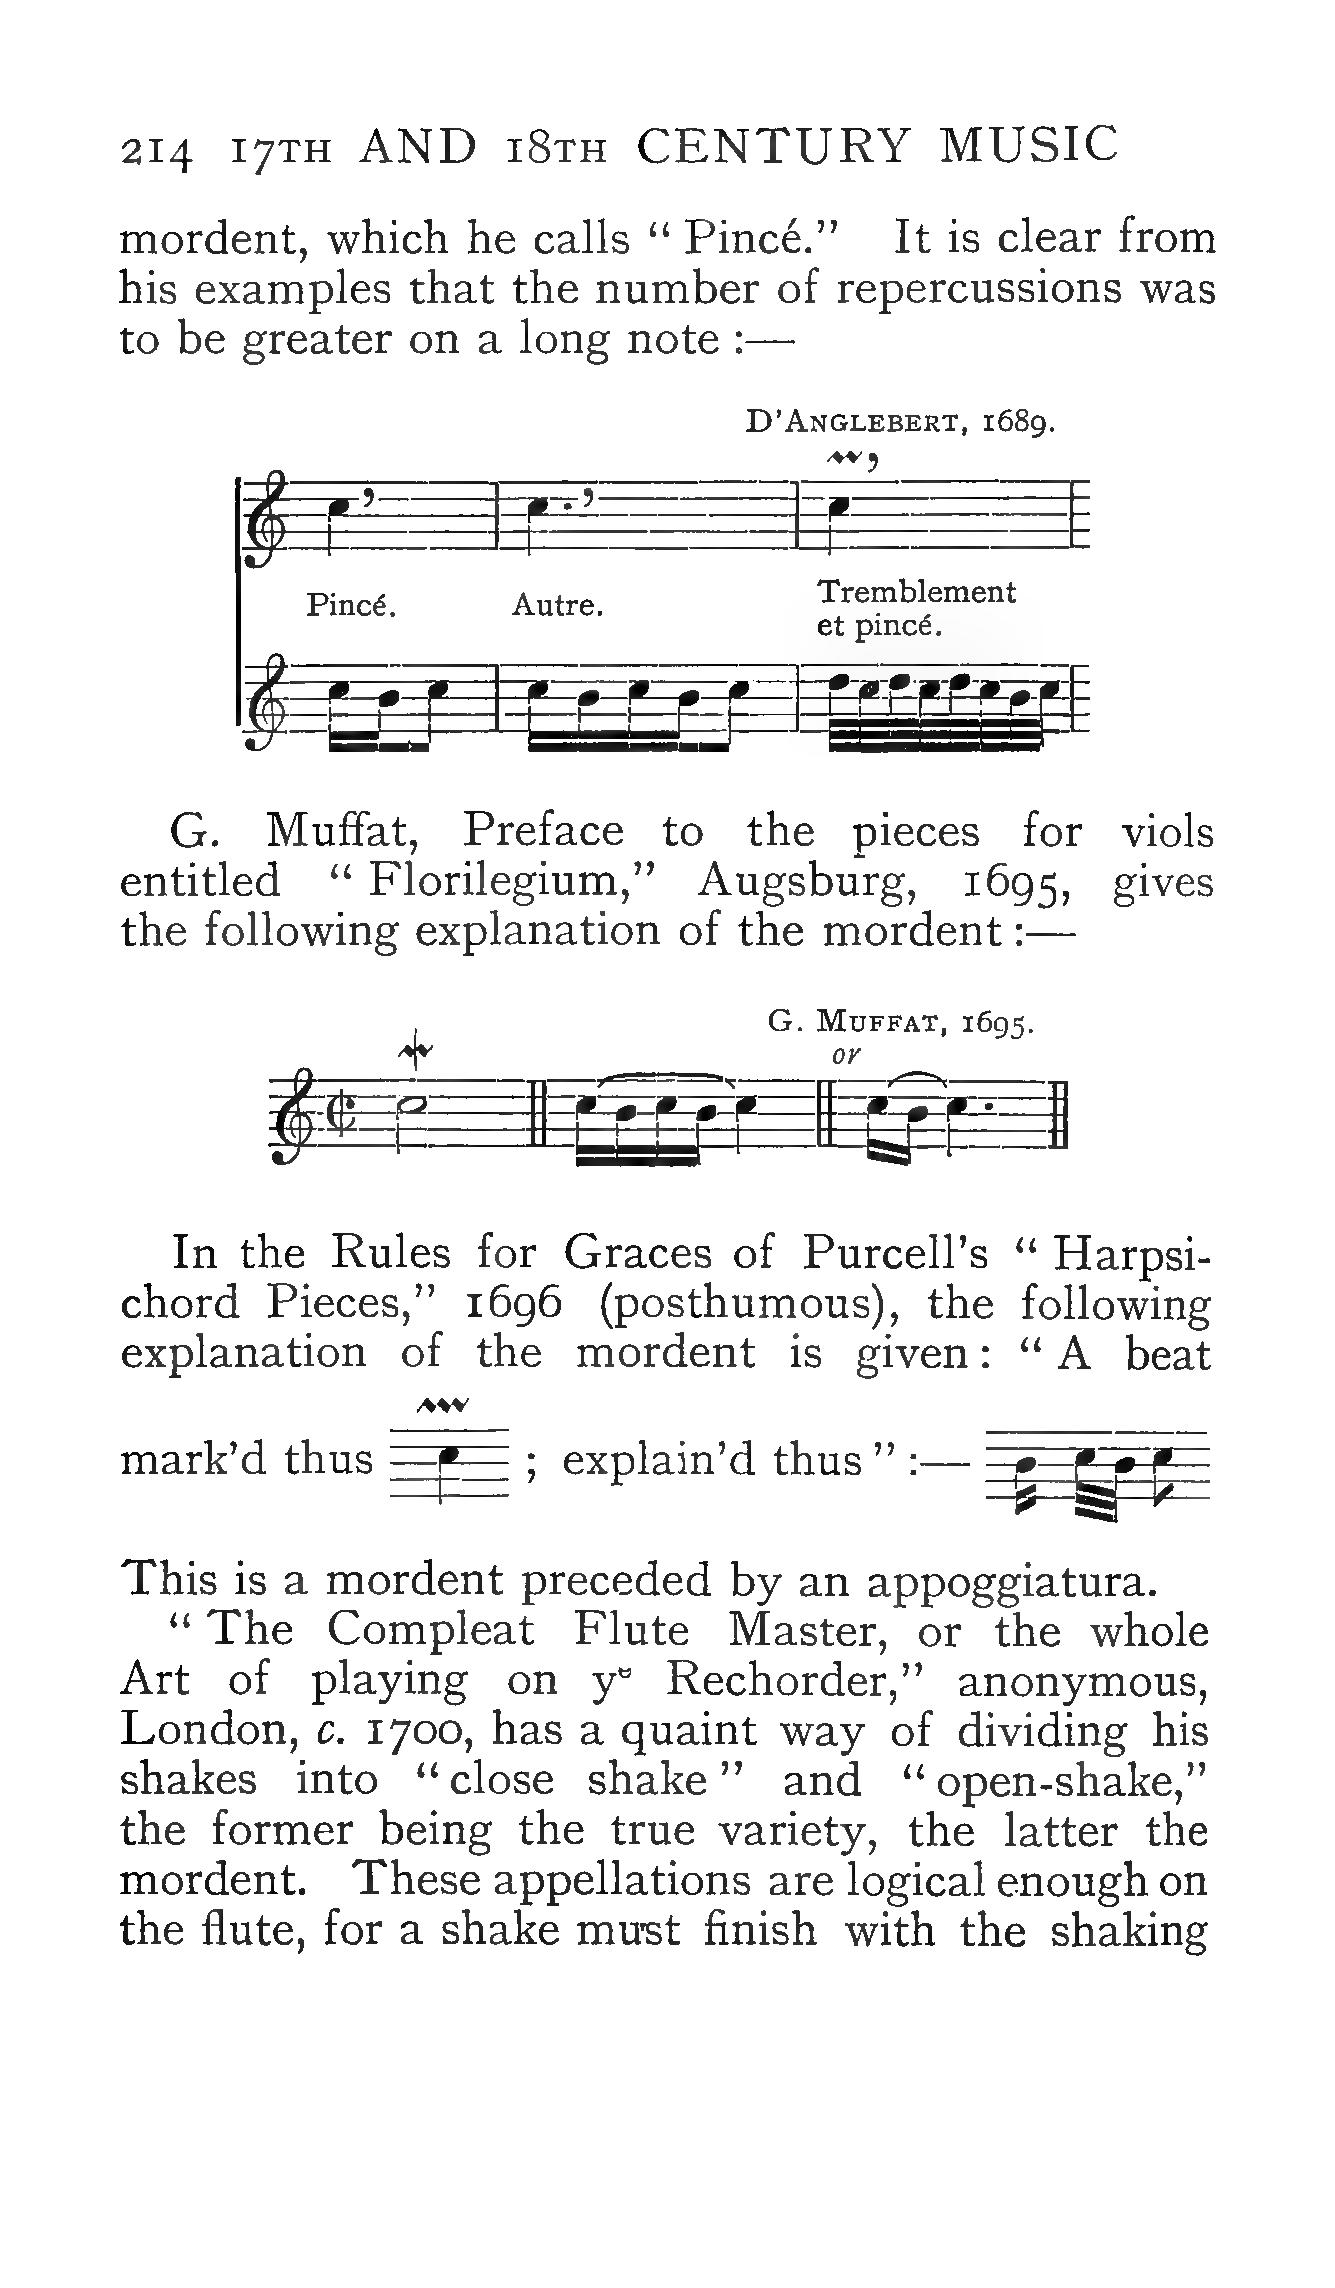 214 17TH AND 18TH CENTURY MUSIC
mordent, which he calls “ Pincé.” It is clear from
his examples that the number of repercussions was
to be greater on a long note :—
D’ANGLEBERT, 1689.
Pincé. Autre. Tremblement
et pincé.
G. Muffat, Preface to the pieces for viols
entitled “ Florilegium,” Augsburg, 1695, gives
the following explanation of the mordent :—
G. MUFFAT, 1695.
or
In the Rules for Graces of Purcell’s “ Harpsi-
chord Pieces,” 1696 (posthumous), the following
explanation of the mordent is given : “ A beat
mark’d thus ; explain’d thus ” :—
This is a mordent preceded by an appoggiatura.
“ The Compleat Flute Master, or the whole
Art of playing on yᵉ Rechorder,” anonymous,
London, c. 1700, has a quaint way of dividing his
shakes into “ close shake ” and “ open-shake,”
the former being the true variety, the latter the
mordent. These appellations are logical enough on
the flute, for a shake must finish with the shaking